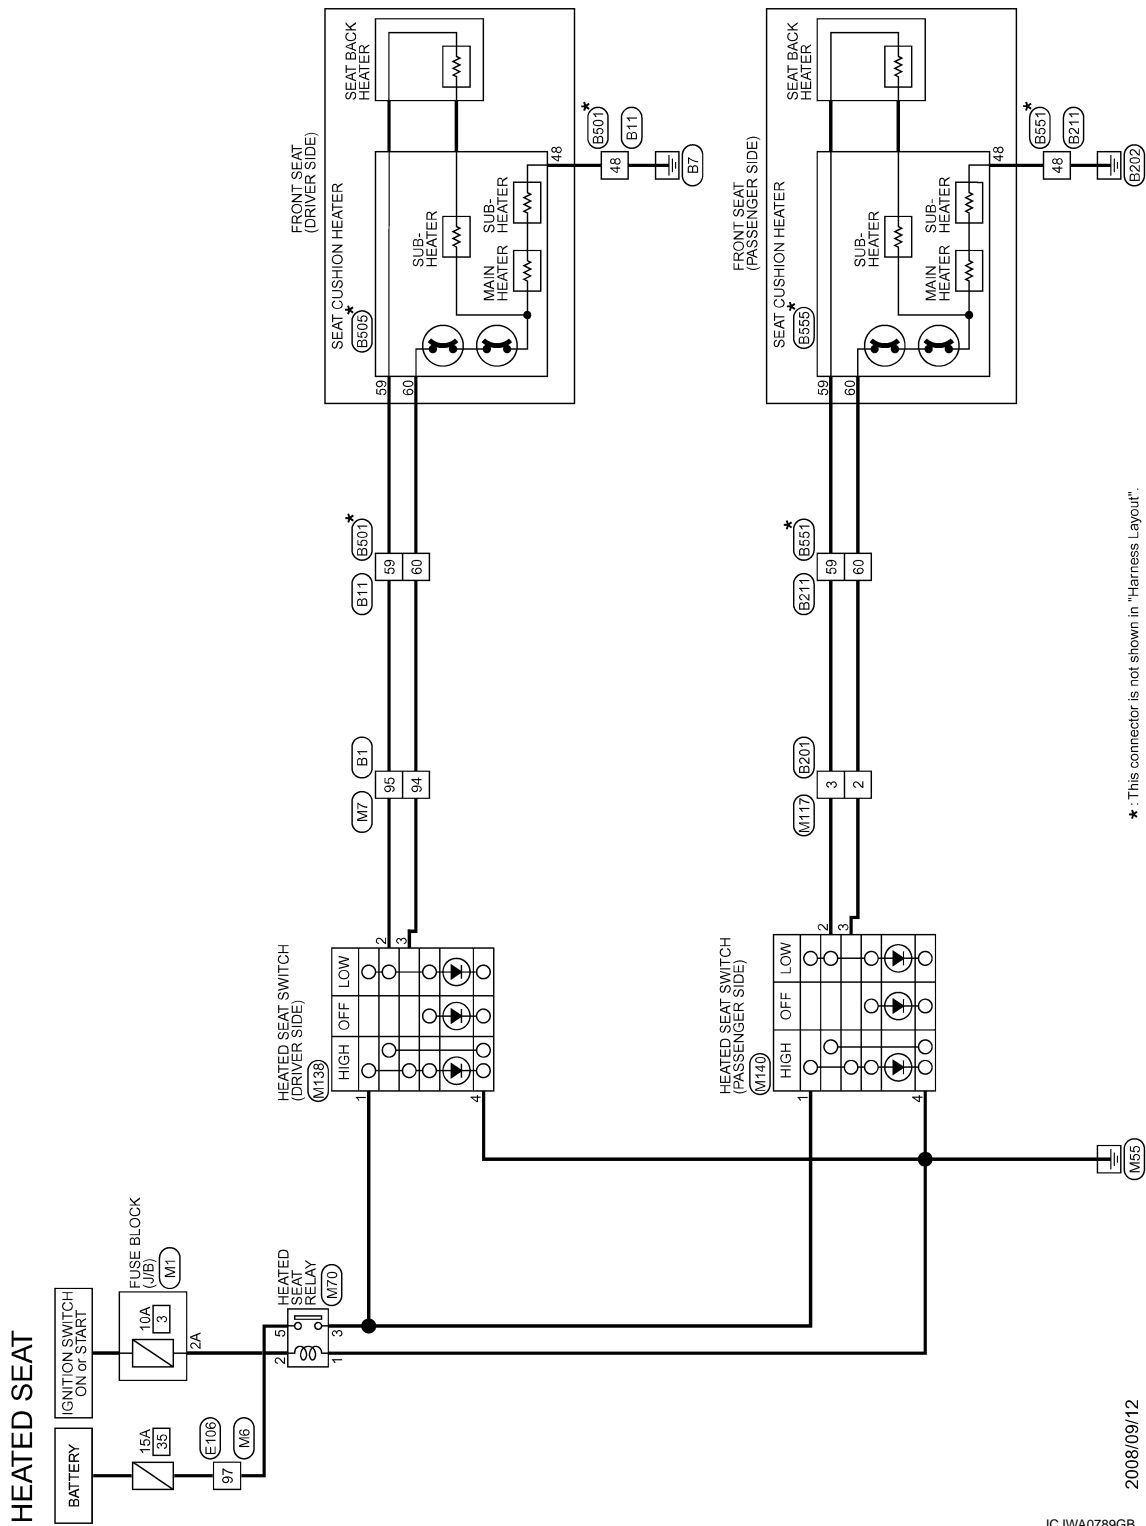 HEATED SEAT
BATTERY
IGNITION SWITCH
ON or START
15A
35
10A
3
FUSE BLOCK
(J/B)
M1
2A
97
E106
M6
5
2
3
1
HEATED
SEAT
RELAY
M70
HEATED SEAT SWITCH
(DRIVER SIDE)
M138
HIGH
OFF
LOW
1
4
2
3
M7
B1
95
94
B11
B501
*
59
60
FRONT SEAT
(DRIVER SIDE)
SEAT CUSHION HEATER
B505
*
59
60
SUB-
HEATER
MAIN
HEATER
SUB-
HEATER
SEAT BACK
HEATER
48
48
B501
*
B11
B7
HEATED SEAT SWITCH
(PASSENGER SIDE)
M140
HIGH
OFF
LOW
1
4
2
3
M117
B201
3
2
B211
B551
*
59
60
FRONT SEAT
(PASSENGER SIDE)
SEAT CUSHION HEATER
B555
*
59
60
SUB-
HEATER
MAIN
HEATER
SUB-
HEATER
SEAT BACK
HEATER
48
48
B551
*
B211
B202
M55
* : This connector is not shown in "Harness Layout".
2008/09/12
JCJWA0789GB